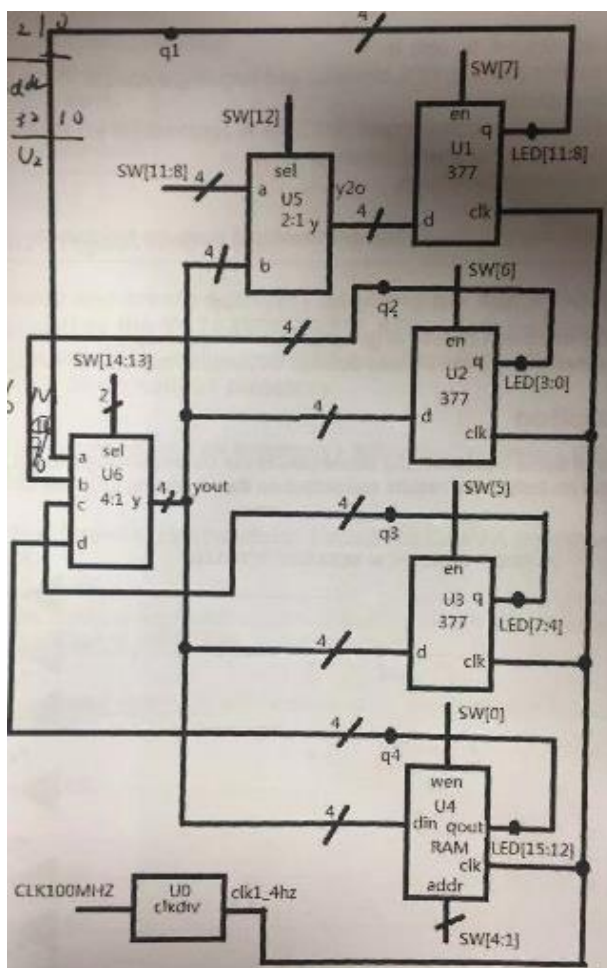 2 1 0
4
q1
SW[7]
en
q
U1
377
LED[11:8]
clk
d
SW[12]
SW[11:8]
4
sel
a
U5
2:1 y
y2o
4
4
b
SW[6]
q2
4
en
q
U2
377
LED[3:0]
4
d
clk
SW[14:13]
2
sel
a
U6
b
4:1 y
4
yout
c
d
SW[5]
4
q3
en
U3 q
377
LED[7:4]
4
d
clk
SW[0]
4
q4
wen
U4
4
din qout
RAM
LED[15:12]
clk
addr
SW[4:1]
CLK100MHZ
U0
clkdiv
clk1_4hz
U2